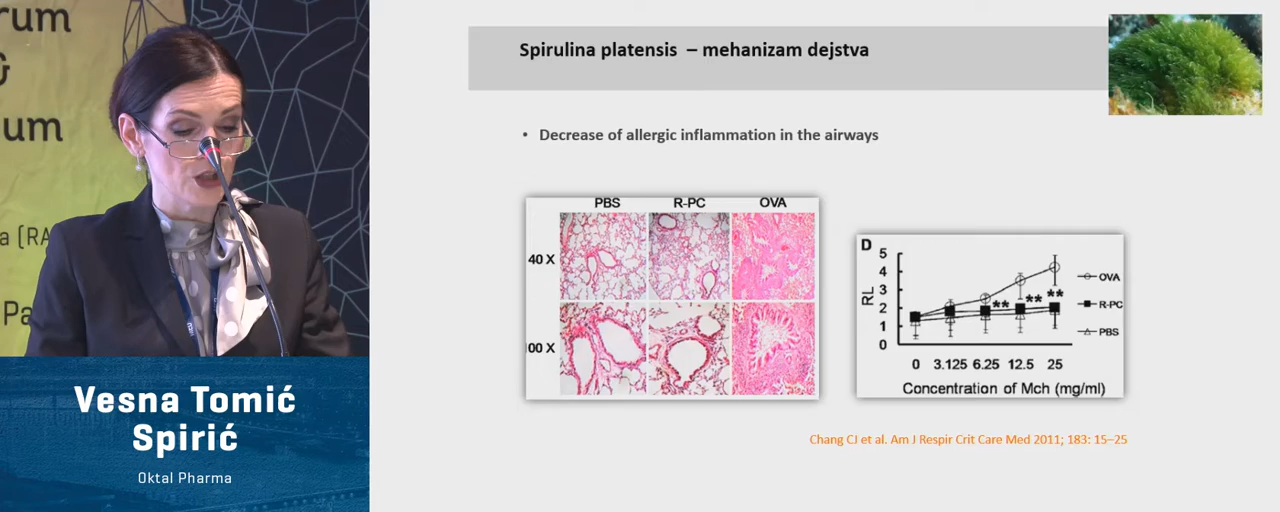 rum
&
um
a (RA
Pa
Vesna Tomić
Spirić
Oktal Pharma
Spirulina platensis – mehanizam dejstva
• Decrease of allergic inflammation in the airways
PBS R-PC OVA
40 X
00 X
D
5
4
3
2
1
0
RL
** ** **
OVA
R-PC
PBS
0 3.125 6.25 12.5 25
Concentration of Mch (mg/ml)
Chang CJ et al. Am J Respir Crit Care Med 2011; 183: 15–25